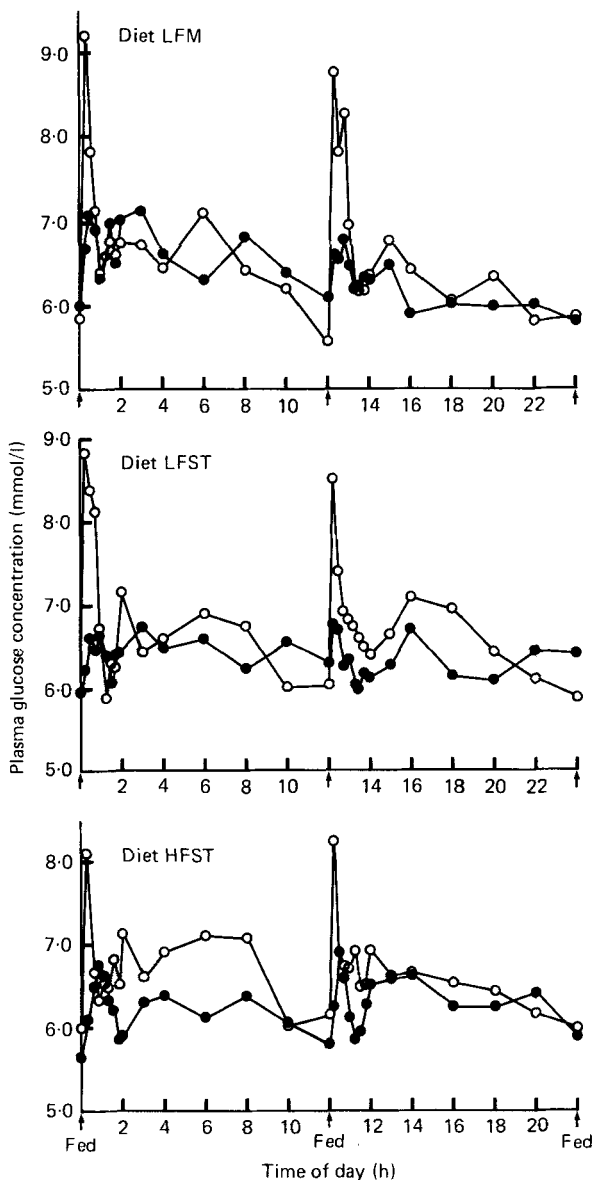 Diet LFM
9·0
8·0
7·0
6·0
5·0
2 4 6 8 10 14 16 18 20 22
Diet LFST
9·0
8·0
7·0
6·0
5·0
2 4 6 8 10 14 16 18 20 22
Plasma glucose concentration (mmol/l)
Diet HFST
8·0
7·0
6·0
5·0
2 4 6 8 10 12 14 16 18 20
Fed Fed Fed
Time of day (h)